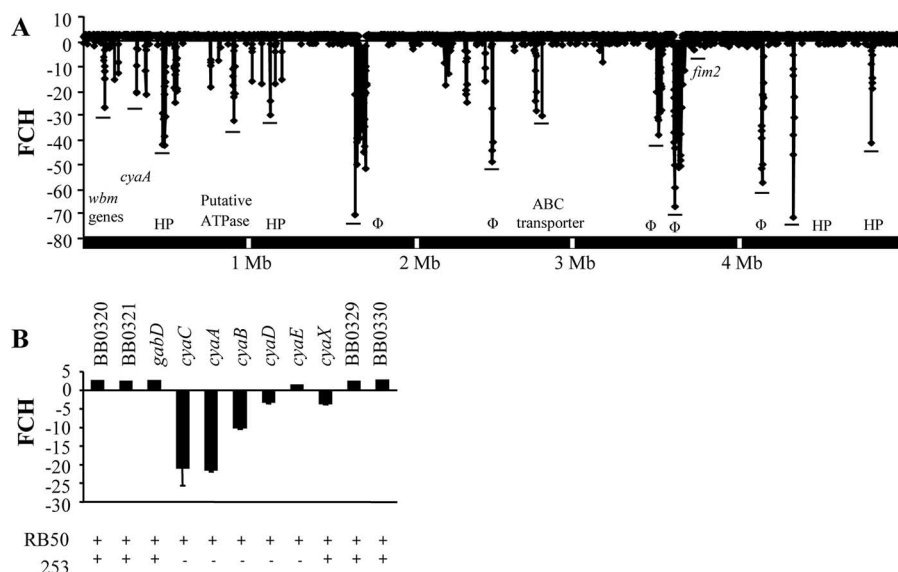 A
10
0
-10
-20
-30
-40
-50
-60
-70
-80
FCH
fim2
cyaA
wbm
genes
HP
Putative
ATPase
HP
Φ
Φ
ABC
transporter
Φ
Φ
Φ
HP
HP
1 Mb
2 Mb
3 Mb
4 Mb
B
BB0320
BB0321
gabD
cyaC
cyaA
cyaB
cyaD
cyaE
cyaX
BB0329
BB0330
5
0
-5
-10
-15
-20
-25
-30
FCH
RB50 + + + + + + + + + + +
253 + + + - - - - - + + +